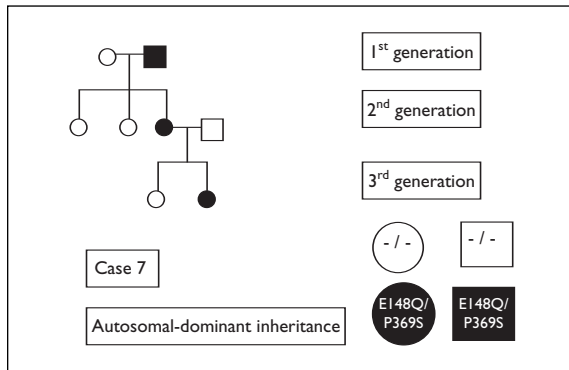 1st generation
2nd generation
3rd generation
- / -
- / -
Case 7
E148Q/
P369S
E148Q/
P369S
Autosomal-dominant inheritance